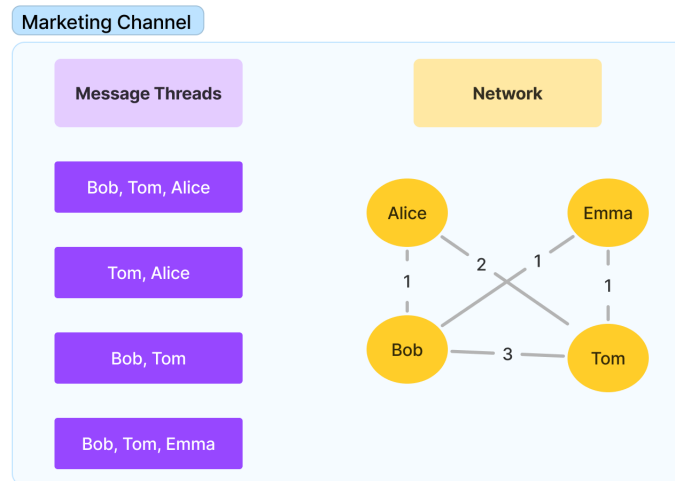 Marketing Channel
Message Threads
Network
Bob, Tom, Alice
Tom, Alice
Bob, Tom
Bob, Tom, Emma
Alice
Emma
2
1
1
1
Bob
3
Tom